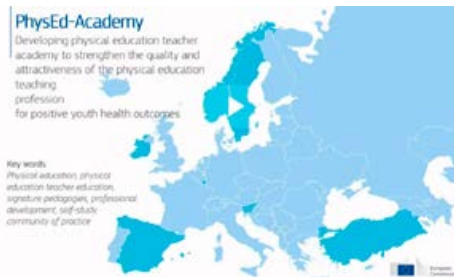 PhysEd-Academy
Developing physical education teacher
academy to strengthen the quality and
attractiveness of the physical education
teaching
profession
for positive youth health outcomes
Key words
Physical education, physical
education teacher education,
signature pedagogies, professional
development, self-study,
community of practice
European
Commission